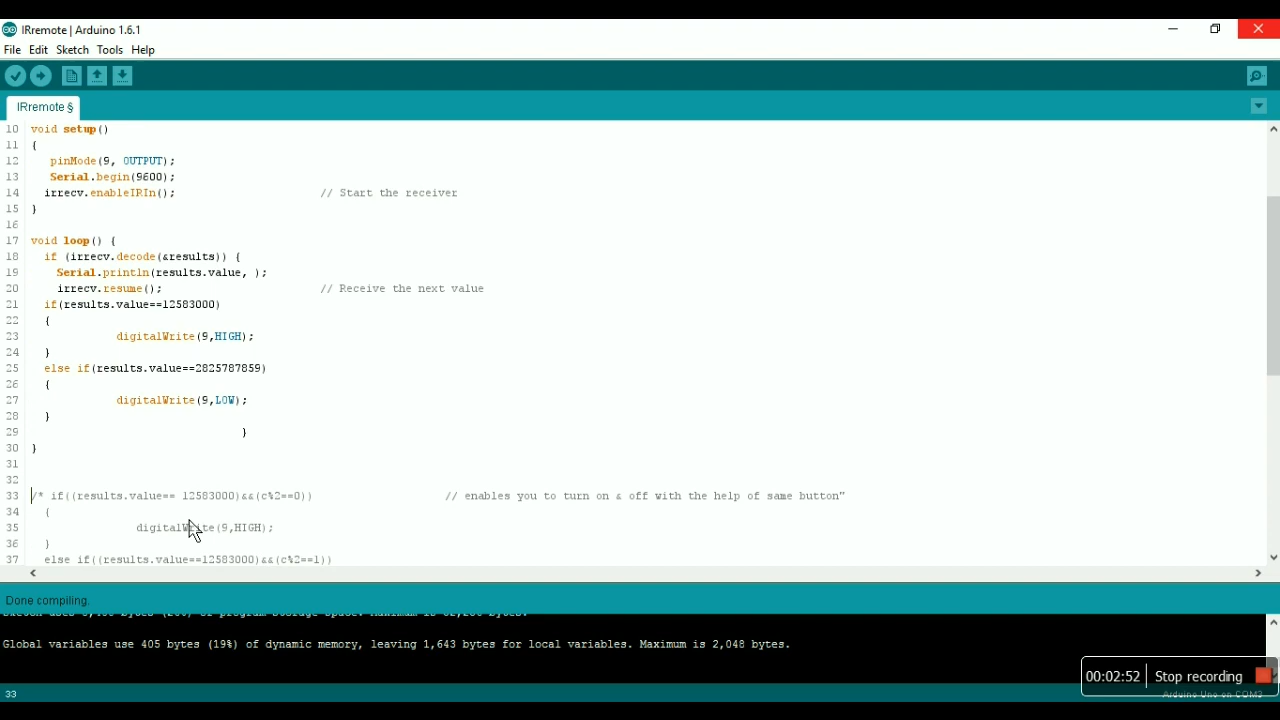 IRremote | Arduino 1.6.1
File Edit Sketch Tools Help
IRremote §
10 void setup()
11 {
12 pinMode(9, OUTPUT);
13 Serial.begin(9600);
14 irrecv.enableIRIn(); // Start the receiver
15 }
16
17 void loop() {
18 if (irrecv.decode(&results)) {
19 Serial.println(results.value, );
20 irrecv.resume(); // Receive the next value
21 if(results.value==12583000)
22 {
23 digitalWrite(9,HIGH);
24 }
25 else if(results.value==2825787859)
26 {
27 digitalWrite(9,LOW);
28 }
29 }
30 }
31
32
33 /* if((results.value== 12583000)&&(c%2==0)) // enables you to turn on & off with the help of same button"
34 {
35 digitalWrite(9,HIGH);
36 }
37 else if((results.value==12583000)&&(c%2==1))
Done compiling.
Global variables use 405 bytes (19%) of dynamic memory, leaving 1,643 bytes for local variables. Maximum is 2,048 bytes.
00:02:52 Stop recording
33 Arduino Uno on COM3